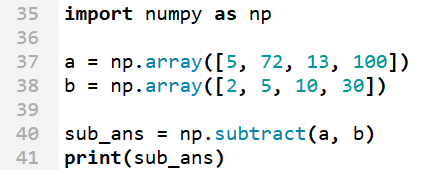 35 import numpy as np
36
37 a = np.array([5, 72, 13, 100])
38 b = np.array([2, 5, 10, 30])
39
40 sub_ans = np.subtract(a, b)
41 print(sub_ans)